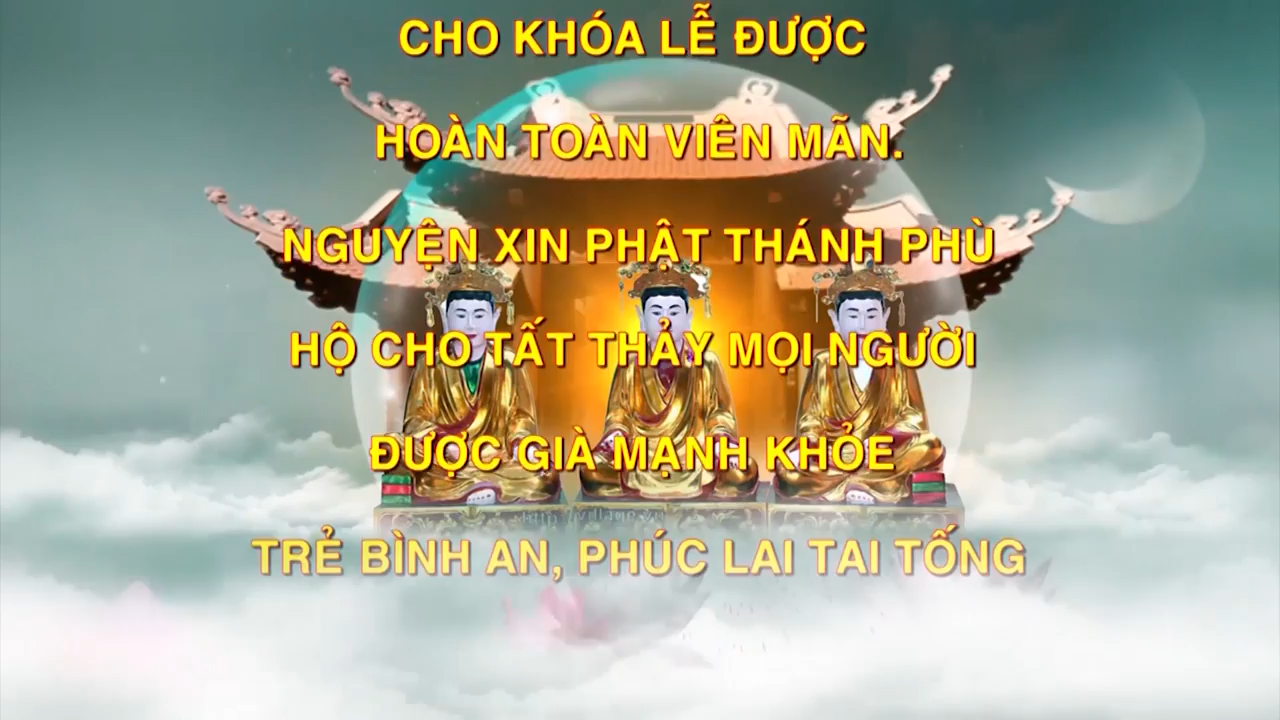 CHO KHÓA LỄ ĐƯỢC
HOÀN TOÀN VIÊN MÃN.
NGUYỆN XIN PHẬT THÁNH PHÙ
HỘ CHO TẤT THẢY MỌI NGƯỜI
ĐƯỢC GIÀ MẠNH KHỎE
TRẺ BÌNH AN, PHÚC LAI TAI TỐNG